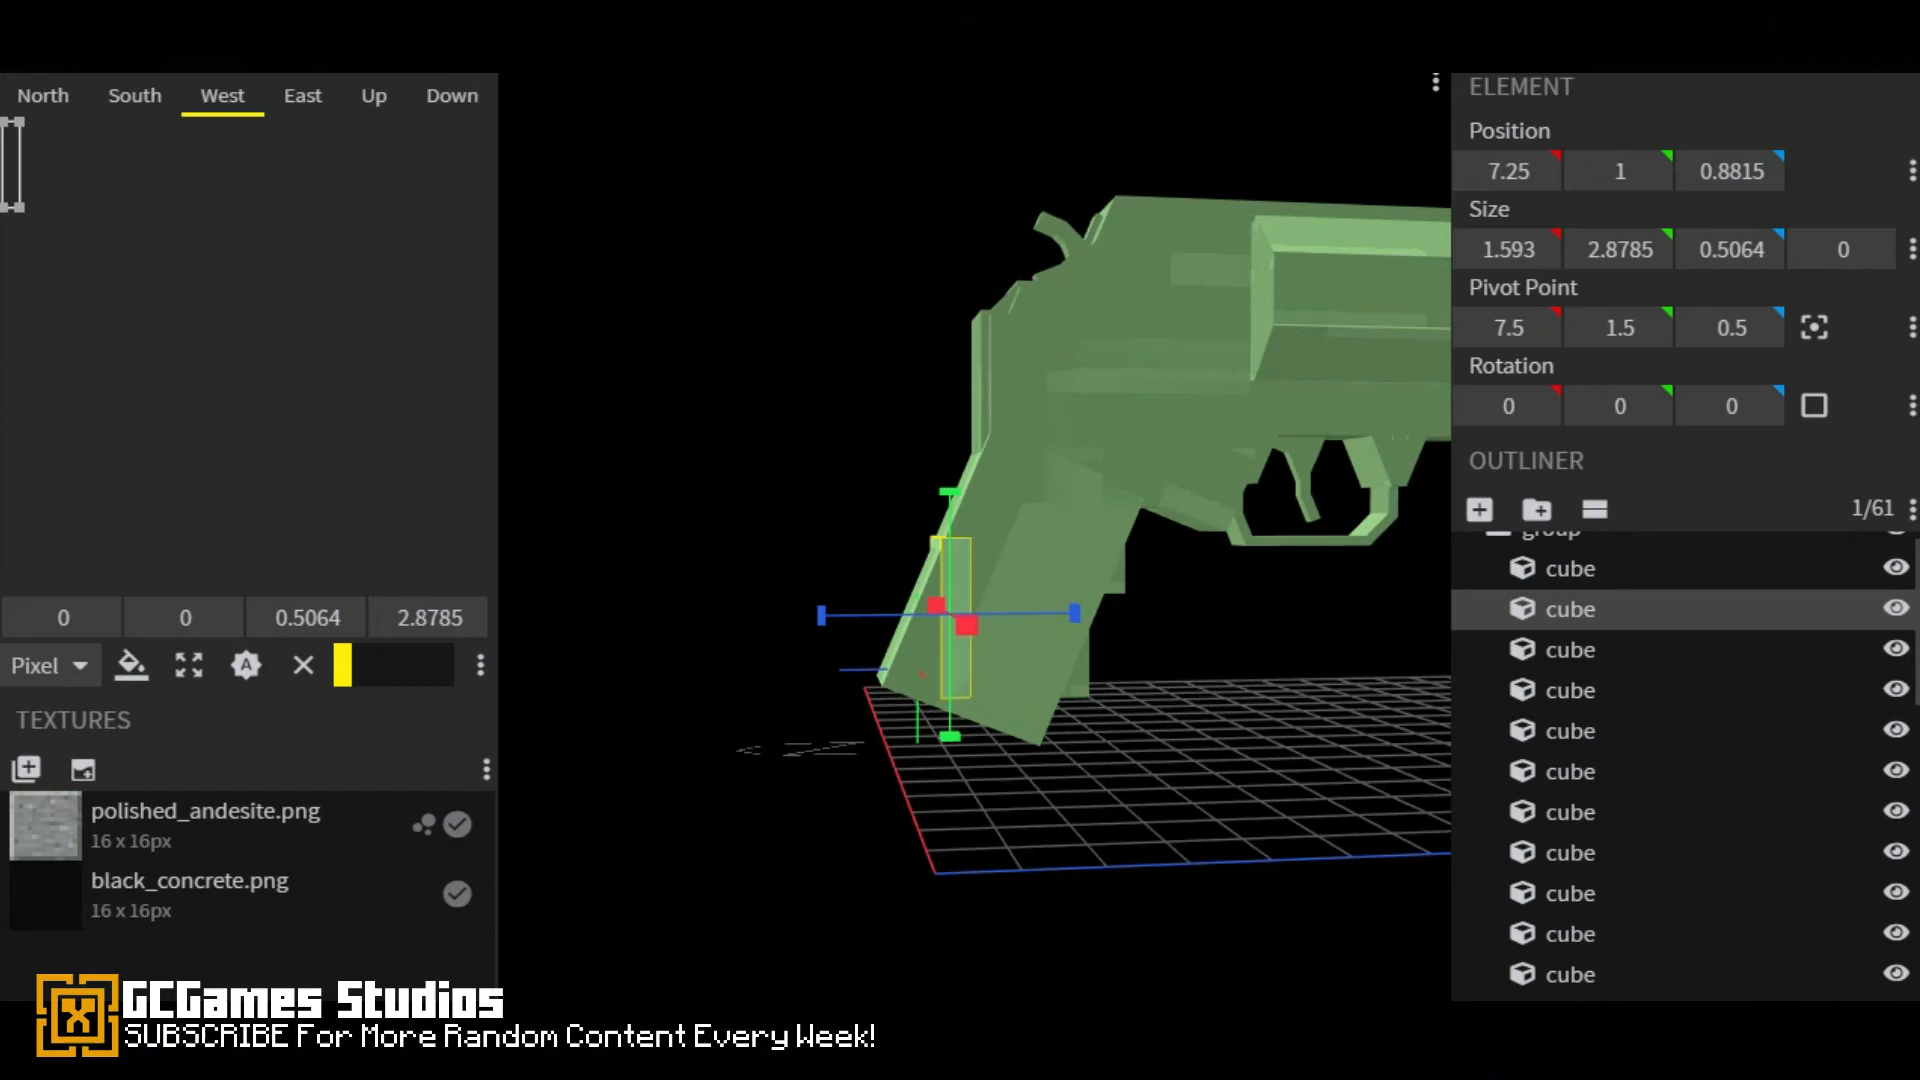 North South West East Up Down
0 0 0.5064 2.8785
Pixel
TEXTURES
polished_andesite.png
16 x 16px
black_concrete.png
16 x 16px
ELEMENT
Position
7.25 1 0.8815
Size
1.593 2.8785 0.5064 0
Pivot Point
7.5 1.5 0.5
Rotation
0 0 0
OUTLINER
1/61
group
cube
cube
cube
cube
cube
cube
cube
cube
cube
cube
cube
GCGames Studios
SUBSCRIBE For More Random Content Every Week!